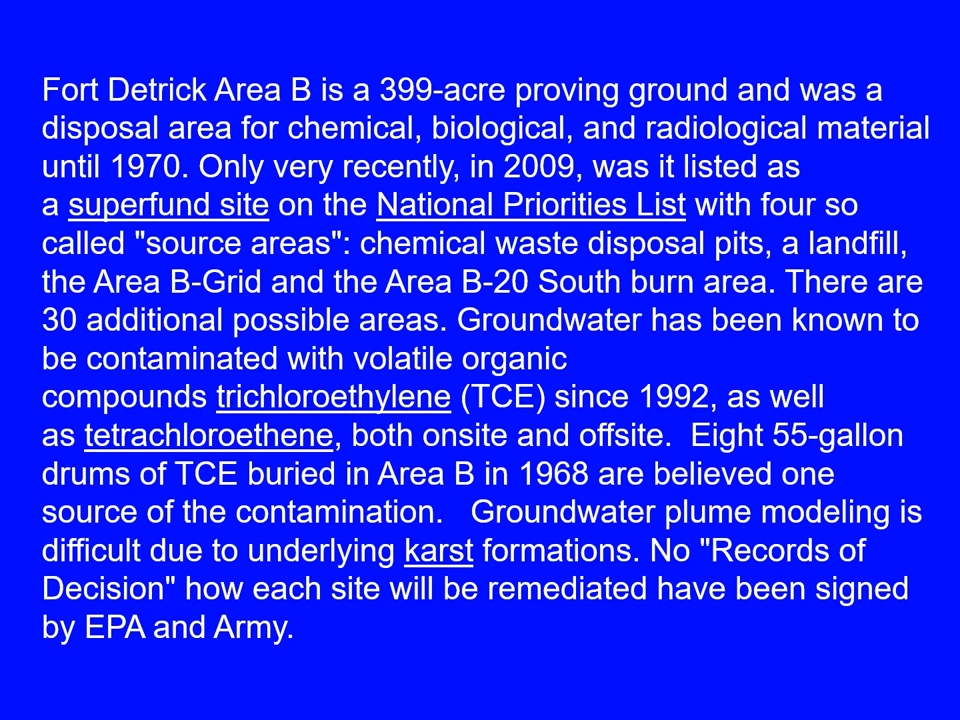 Fort Detrick Area B is a 399-acre proving ground and was a
disposal area for chemical, biological, and radiological material
until 1970. Only very recently, in 2009, was it listed as
a superfund site on the National Priorities List with four so
called "source areas": chemical waste disposal pits, a landfill,
the Area B-Grid and the Area B-20 South burn area. There are
30 additional possible areas. Groundwater has been known to
be contaminated with volatile organic
compounds trichloroethylene (TCE) since 1992, as well
as tetrachloroethene, both onsite and offsite.  Eight 55-gallon
drums of TCE buried in Area B in 1968 are believed one
source of the contamination.   Groundwater plume modeling is
difficult due to underlying karst formations. No "Records of
Decision" how each site will be remediated have been signed
by EPA and Army.